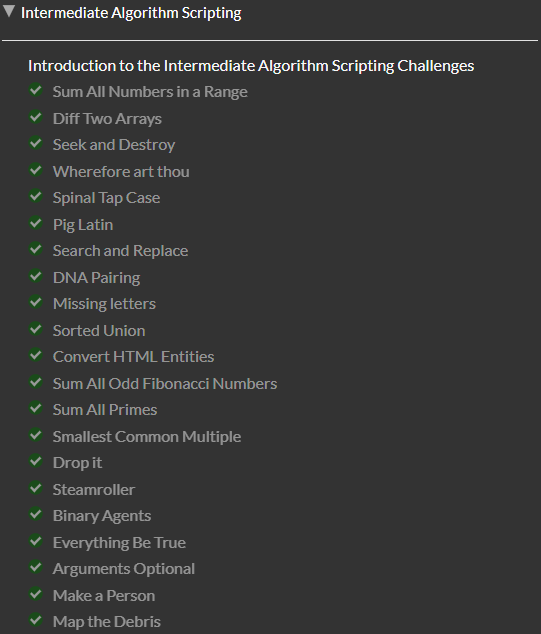 Intermediate Algorithm Scripting
Introduction to the Intermediate Algorithm Scripting Challenges
Sum All Numbers in a Range
Diff Two Arrays
Seek and Destroy
Wherefore art thou
Spinal Tap Case
Pig Latin
Search and Replace
DNA Pairing
Missing letters
Sorted Union
Convert HTML Entities
Sum All Odd Fibonacci Numbers
Sum All Primes
Smallest Common Multiple
Drop it
Steamroller
Binary Agents
Everything Be True
Arguments Optional
Make a Person
Map the Debris